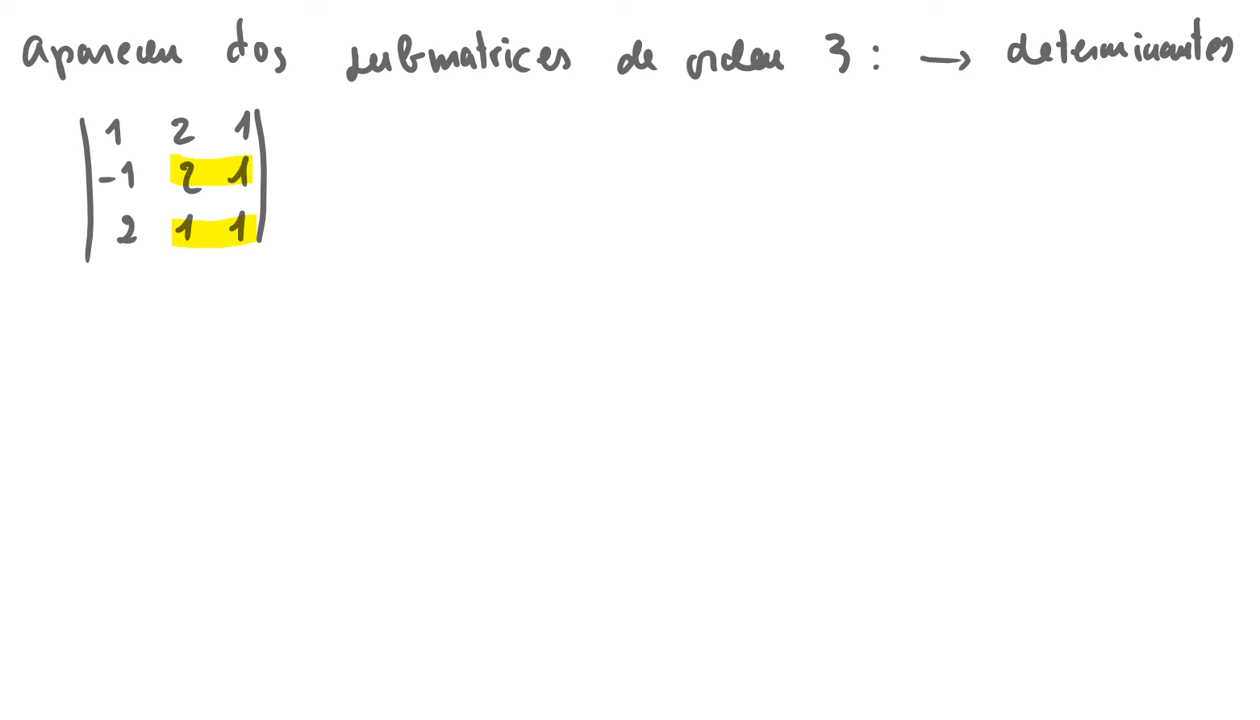 aparecen dos submatrices de orden 3: → determinantes
| 1 2 1 |
| -1 2 1 |
| 2 1 1 |